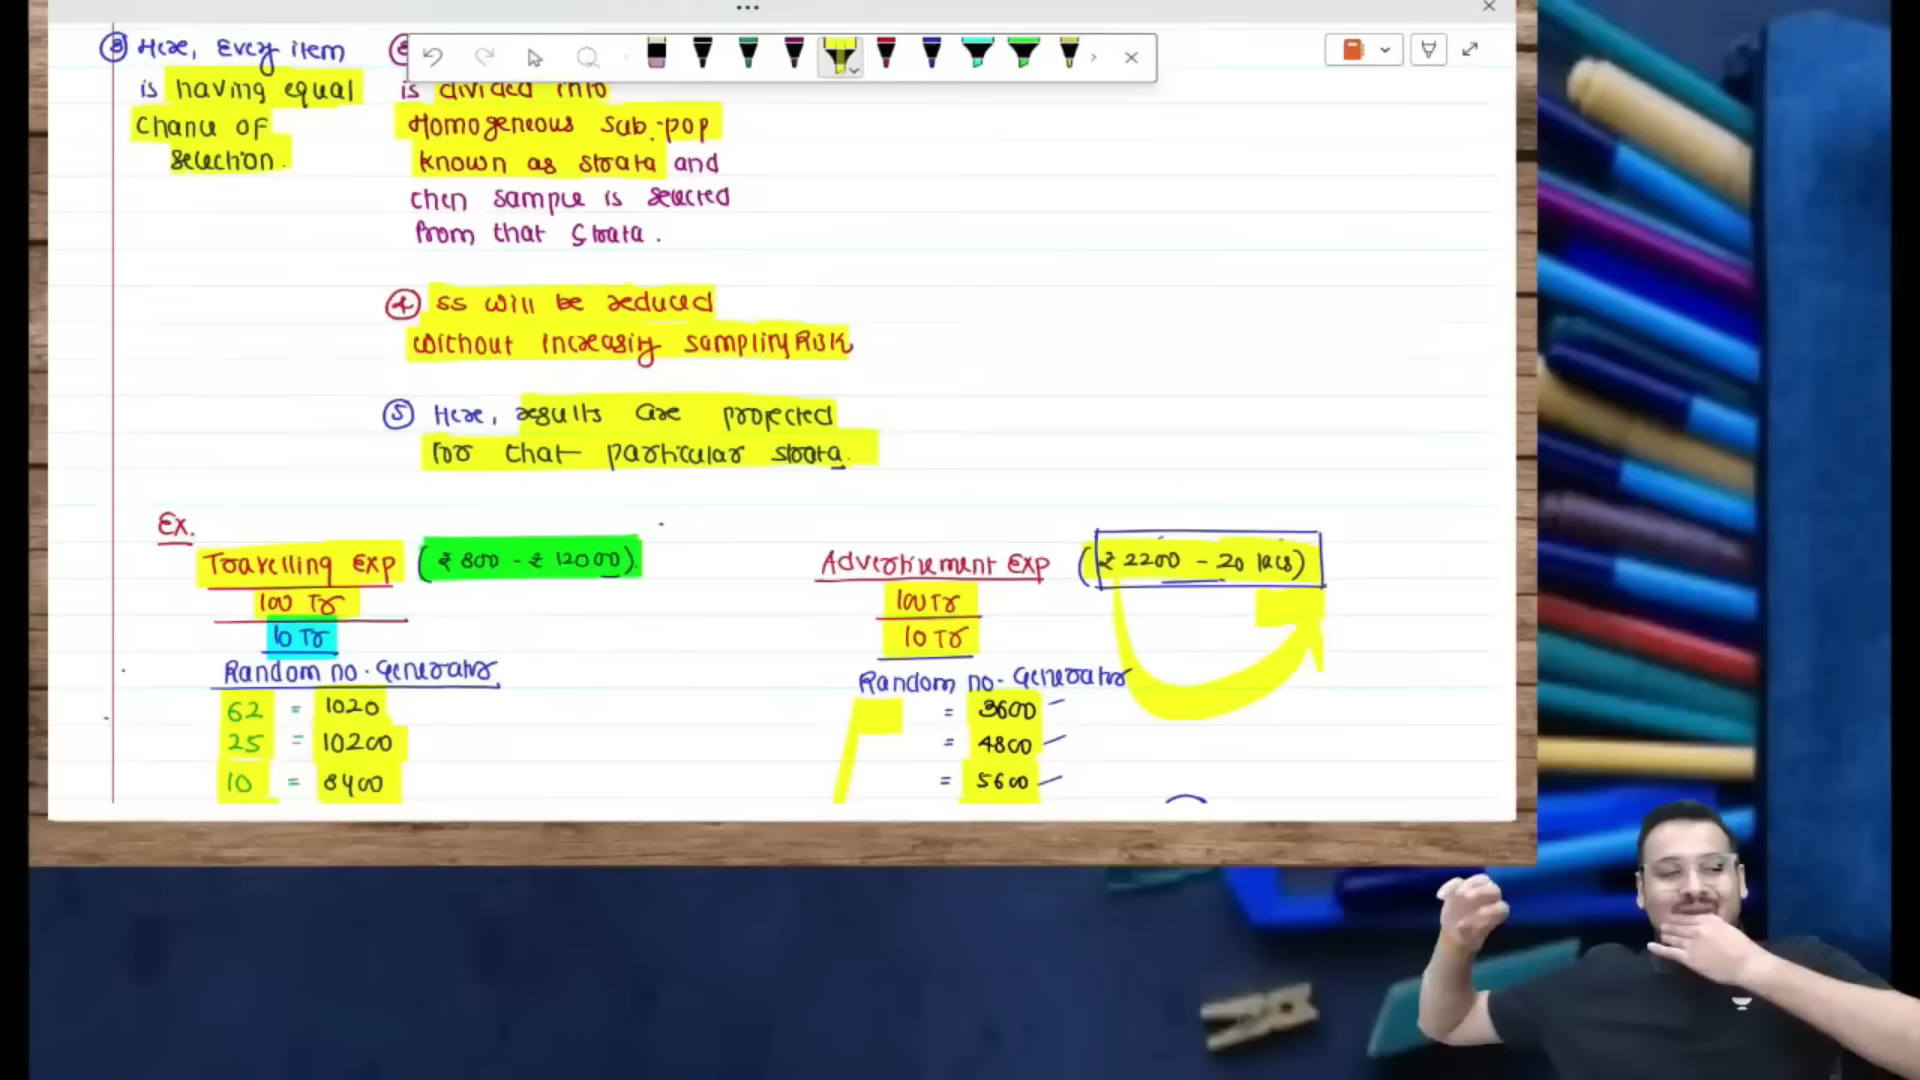 ③ Here, Every item
is having equal
chance of
selection.
is divided into
Homogeneous sub-pop
known as strata and
then sample is selected
from that strata.
④ SS will be reduced
without increasing sampling Risk
⑤ Here, results are projected
for that particular strata.
Ex.
Travelling Exp (₹ 800 - ₹ 12000).
100 Tr
10 Tr
Random no. Generator
62 = 1020
25 = 10200
10 = 8400
Advertisement Exp (₹ 2200 - 20 lacs)
100 Tr
10 Tr
Random no. Generator
= 3600
= 4800
= 5600